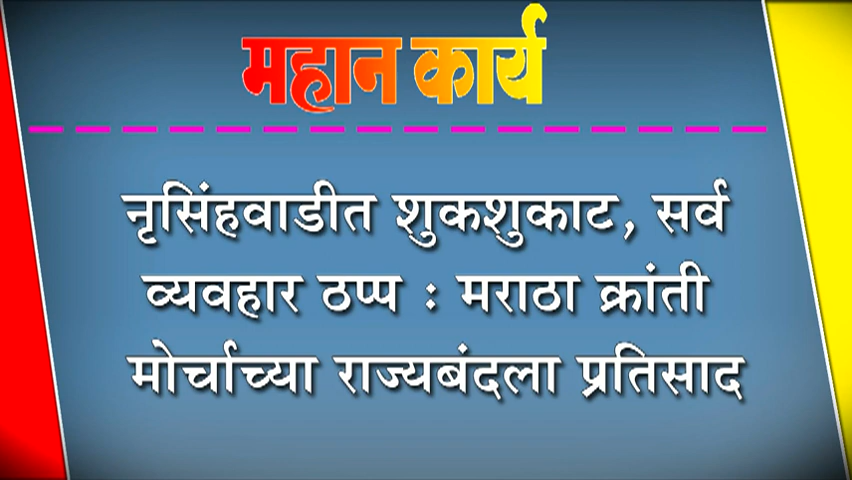 महान कार्य
नृसिंहवाडीत शुकशुकाट, सर्व
व्यवहार ठप्प : मराठा क्रांती
मोर्चाच्या राज्यबंदला प्रतिसाद